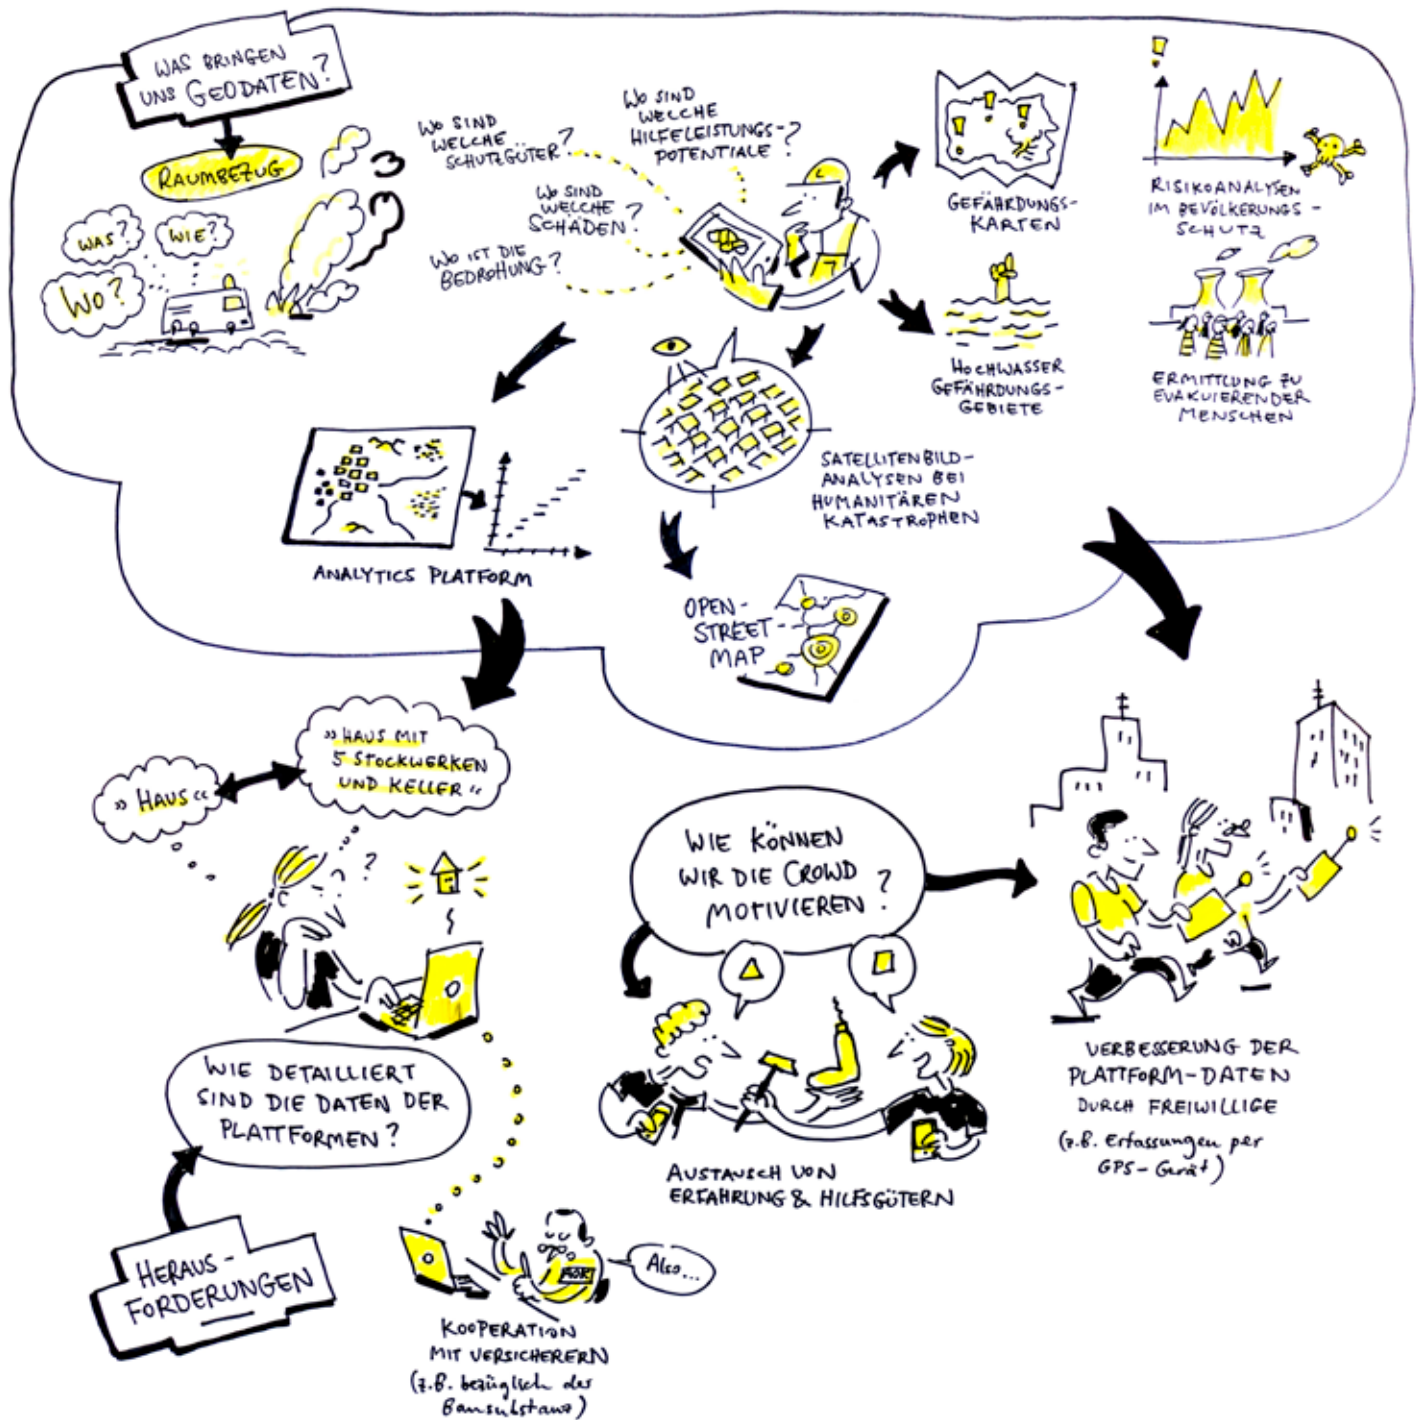 WAS BRINGEN
UNS GEODATEN?
RAUMBEZUG
WAS?
WIE?
WO?
WO SIND
WELCHE
SCHUTZGÜTER?
WO SIND
WELCHE
HILFELEISTUNGS-
POTENTIALE?
WO SIND
WELCHE
SCHÄDEN?
WO IST DIE
BEDROHUNG?
GEFÄHRDUNGS-
KARTEN
RISIKOANALYSEN
IM BEVÖLKERUNGS-
SCHUTZ
HOCHWASSER
GEFÄHRDUNGS-
GEBIETE
ERMITTLUNG ZU
EVAKUIERENDER
MENSCHEN
SATELLITENBILD-
ANALYSEN BEI
HUMANITÄREN
KATASTROPHEN
ANALYTICS PLATFORM
OPEN-
STREET
MAP
»HAUS«
»HAUS MIT
5 STOCKWERKEN
UND KELLER«
?
WIE KÖNNEN
WIR DIE CROWD
MOTIVIEREN?
WIE DETAILLIERT
SIND DIE DATEN DER
PLATTFORMEN?
VERBESSERUNG DER
PLATTFORM-DATEN
DURCH FREIWILLIGE
(z.B. Erfassungen per
GPS-Gerät)
AUSTAUSCH VON
ERFAHRUNG & HILFSGÜTERN
HERAUS-
FORDERUNGEN
Also...
KOOPERATION
MIT VERSICHERERN
(z.B. bezüglich der
Bausubstanz)